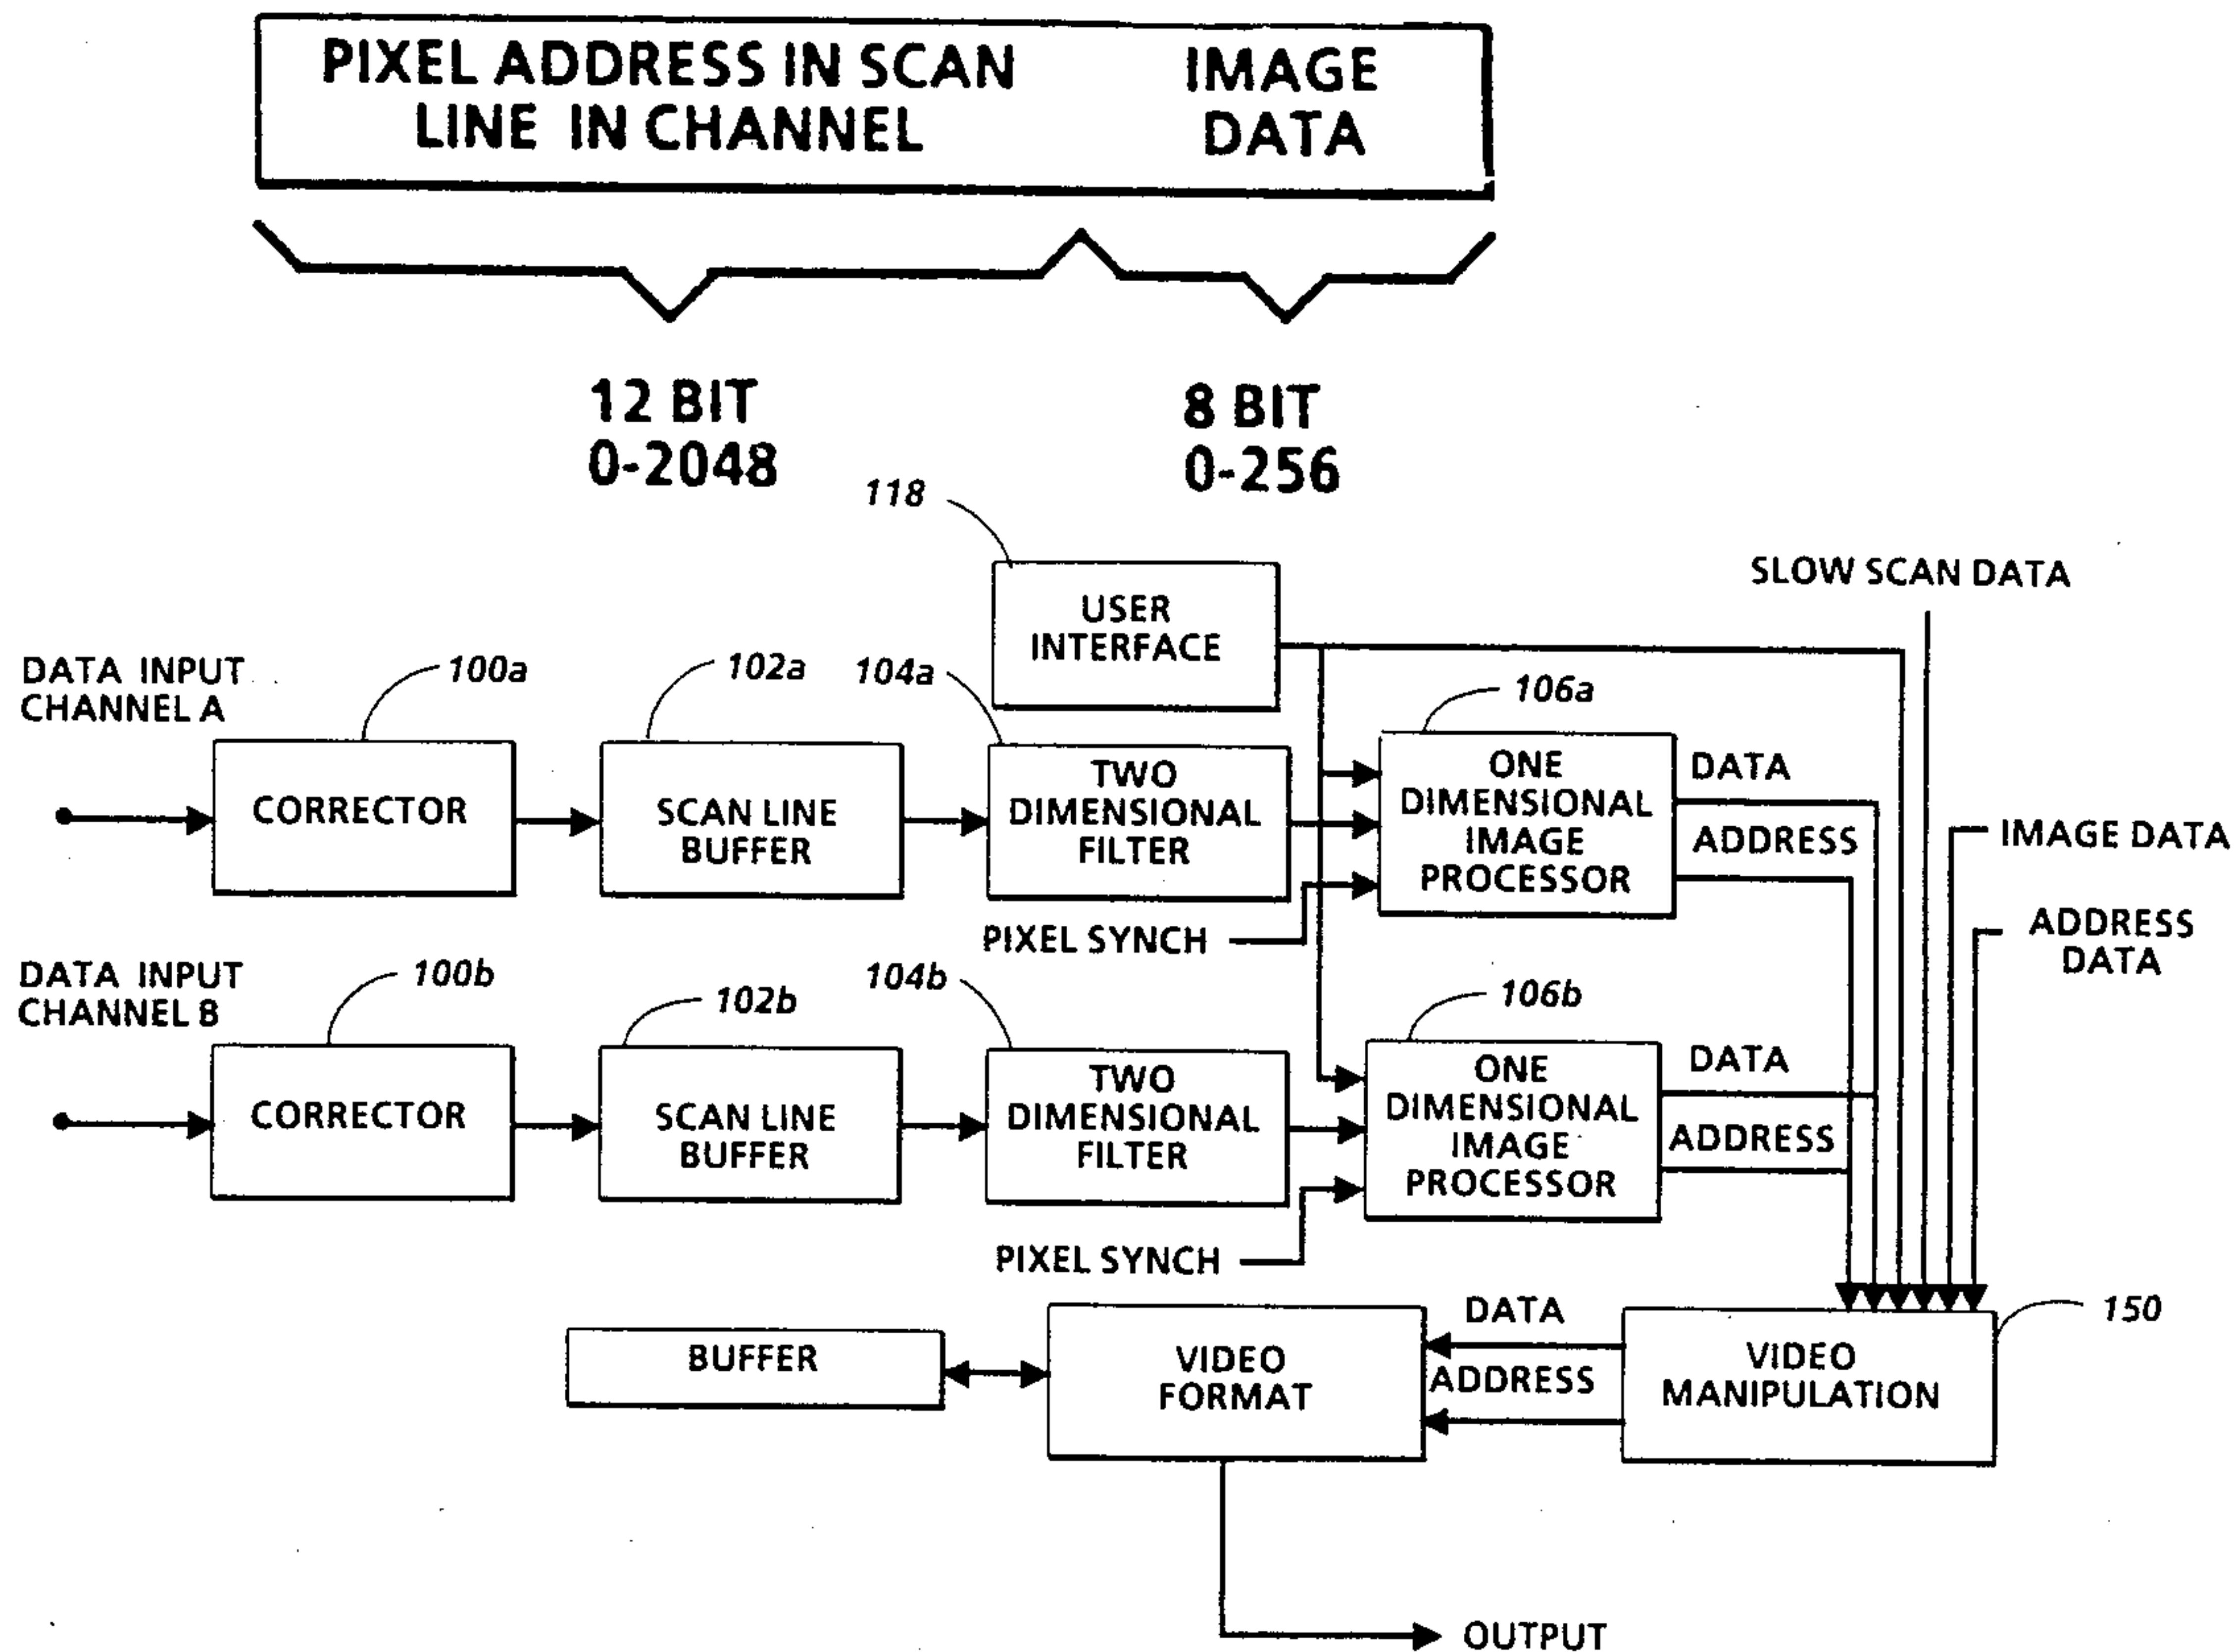 PIXEL ADDRESS IN SCAN
LINE IN CHANNEL
IMAGE
DATA
12 BIT
0-2048
8 BIT
0-256
118
USER
INTERFACE
SLOW SCAN DATA
DATA INPUT
CHANNEL A
100a
102a
104a
106a
CORRECTOR
SCAN LINE
BUFFER
TWO
DIMENSIONAL
FILTER
ONE
DIMENSIONAL
IMAGE
PROCESSOR
DATA
ADDRESS
IMAGE DATA
PIXEL SYNCH
ADDRESS
DATA
DATA INPUT
CHANNEL B
100b
102b
104b
106b
CORRECTOR
SCAN LINE
BUFFER
TWO
DIMENSIONAL
FILTER
ONE
DIMENSIONAL
IMAGE
PROCESSOR
DATA
ADDRESS
PIXEL SYNCH
BUFFER
VIDEO
FORMAT
DATA
ADDRESS
VIDEO
MANIPULATION
150
OUTPUT